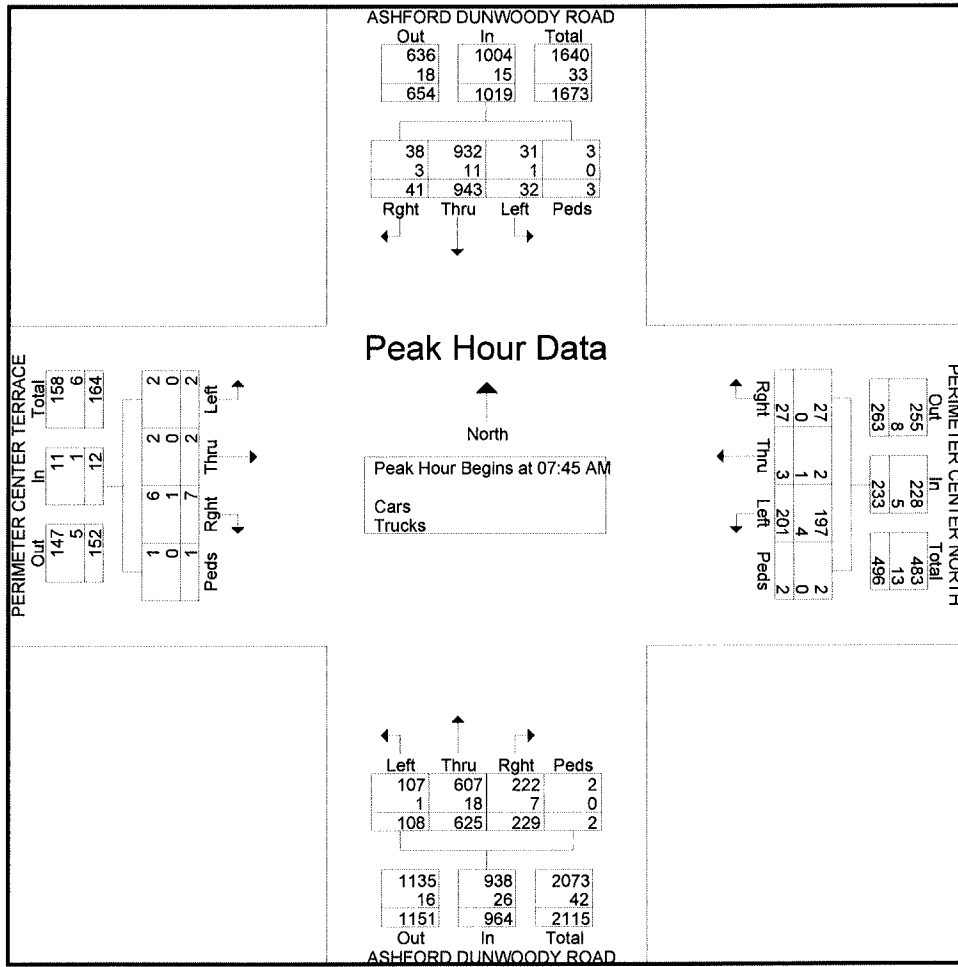 ASHFORD DUNWOODY ROAD
Out In Total
636 1004 1640
18 15 33
654 1019 1673
38 932 31 3
3 11 1 0
41 943 32 3
Rght Thru Left Peds
Peak Hour Data
North
Peak Hour Begins at 07:45 AM
Cars
Trucks
PERIMETER CENTER TERRACE
Out In Total
147 11 158
5 1 6
152 12 164
1 6 2 2
0 1 0 0
1 7 2 2
Peds Rght Thru Left
PERIMETER CENTER NORTH
Out In Total
255 228 483
8 5 13
263 233 496
27 2 197 2
0 1 4 0
27 3 201 2
Rght Thru Left Peds
Left Thru Rght Peds
107 607 222 2
1 18 7 0
108 625 229 2
1135 938 2073
16 26 42
1151 964 2115
Out In Total
ASHFORD DUNWOODY ROAD